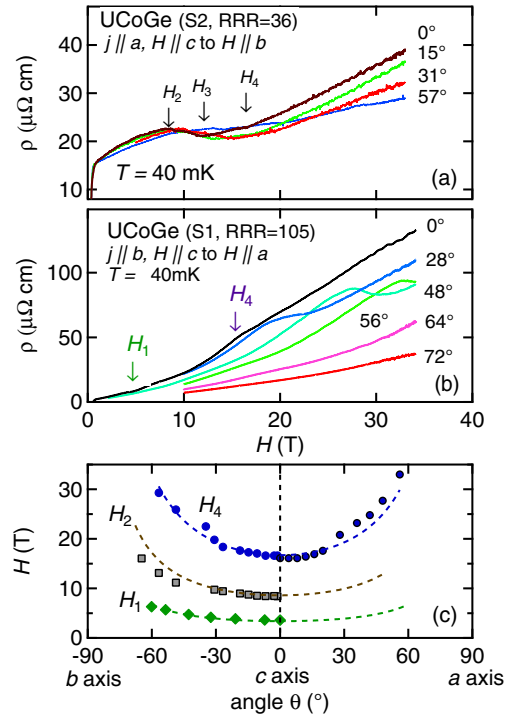 UCoGe (S2, RRR=36)
j || a, H || c to H || b
0°
15°
31°
57°
H2
H3
H4
T = 40 mK
(a)
ρ (μΩ cm)
40
30
20
10
UCoGe (S1, RRR=105)
j || b, H || c to H || a
T = 40mK
0°
28°
48°
56°
64°
72°
H4
H1
(b)
ρ (μΩ cm)
100
50
0
0
10
20
30
40
H (T)
H4
H2
H1
(c)
H (T)
35
30
20
10
0
-90
-60
-30
0
30
60
90
b axis
c axis
a axis
angle θ (°)